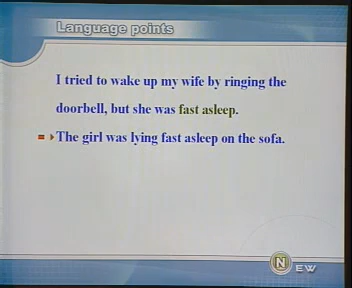 Language points
I tried to wake up my wife by ringing the
doorbell, but she was fast asleep.
The girl was lying fast asleep on the sofa.
NEW